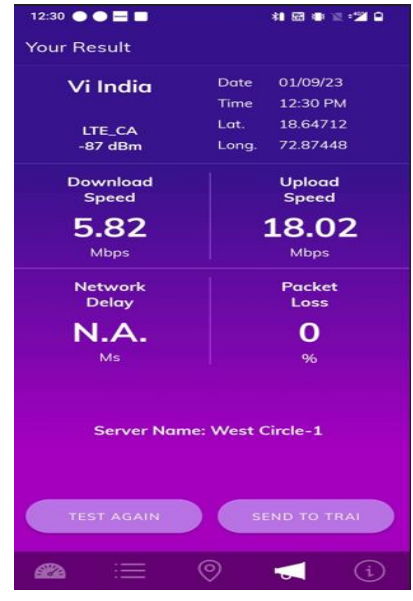 12:30
Your Result
Vi India
LTE_CA
-87 dBm
Date 01/09/23
Time 12:30 PM
Lat. 18.64712
Long. 72.87448
Download
Speed
5.82
Mbps
Upload
Speed
18.02
Mbps
Network
Delay
N.A.
Ms
Packet
Loss
0
%
Server Name: West Circle-1
TEST AGAIN
SEND TO TRAI